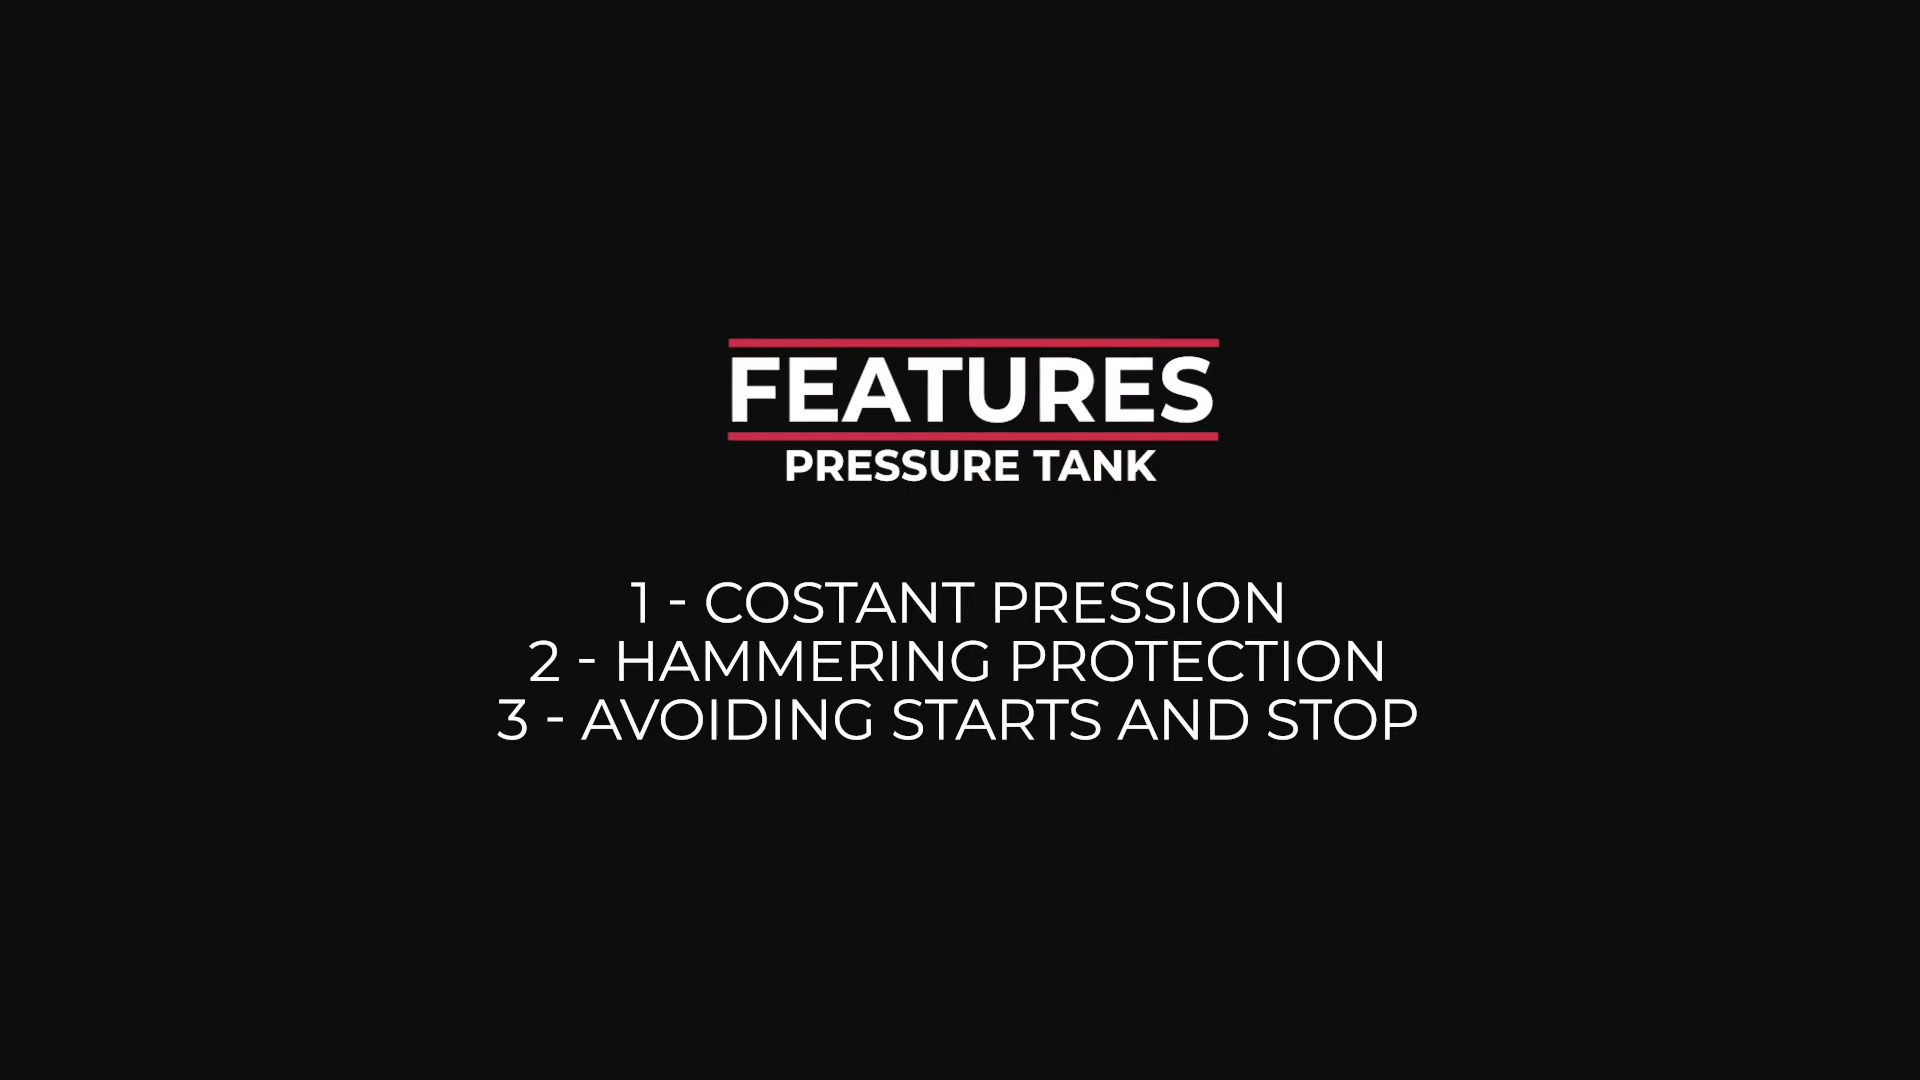 FEATURES
PRESSURE TANK
1 - COSTANT PRESSION
2 - HAMMERING PROTECTION
3 - AVOIDING STARTS AND STOP